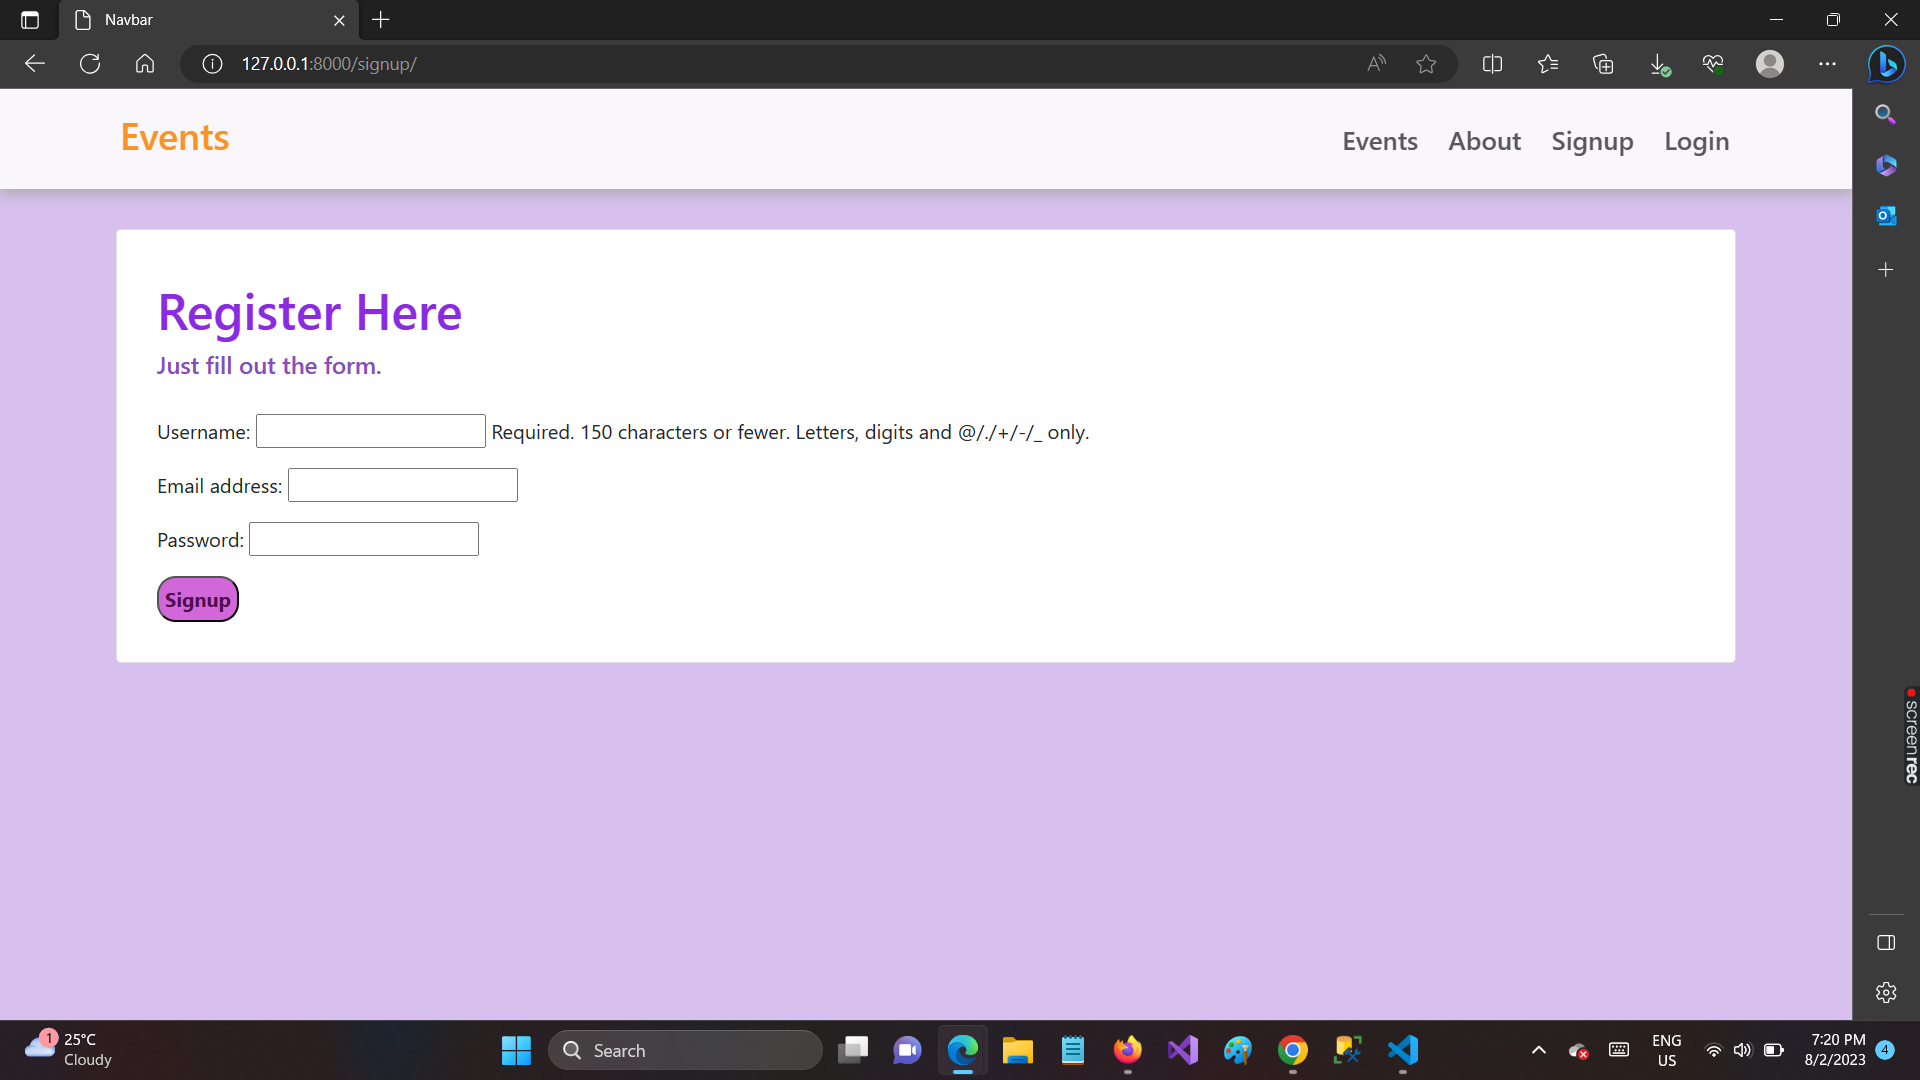 Navbar
127.0.0.1:8000/signup/
Events
Events About Signup Login
Register Here
Just fill out the form.
Username: Required. 150 characters or fewer. Letters, digits and @/./+/-/_ only.
Email address:
Password:
Signup
screenrec
1
25°C
Cloudy
Search
ENG
US
7:20 PM
8/2/2023
4